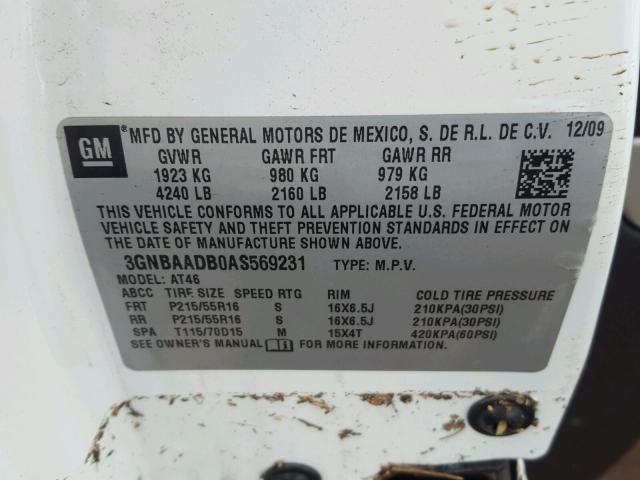 GM
® MFD BY GENERAL MOTORS DE MEXICO, S. DE R.L. DE C.V. 12/09
GVWR GAWR FRT GAWR RR
1923 KG 980 KG 979 KG
4240 LB 2160 LB 2158 LB
THIS VEHICLE CONFORMS TO ALL APPLICABLE U.S. FEDERAL MOTOR
VEHICLE SAFETY AND THEFT PREVENTION STANDARDS IN EFFECT ON
THE DATE OF MANUFACTURE SHOWN ABOVE.
3GNBAADB0AS569231 TYPE: M.P.V.
MODEL: AT46
ABCC TIRE SIZE SPEED RTG RIM COLD TIRE PRESSURE
FRT P215/55R16 S 16X6.5J 210KPA(30PSI)
RR P215/55R16 S 16X6.5J 210KPA(30PSI)
SPA T115/70D15 M 15X4T 420KPA(60PSI)
SEE OWNER'S MANUAL FOR MORE INFORMATION.